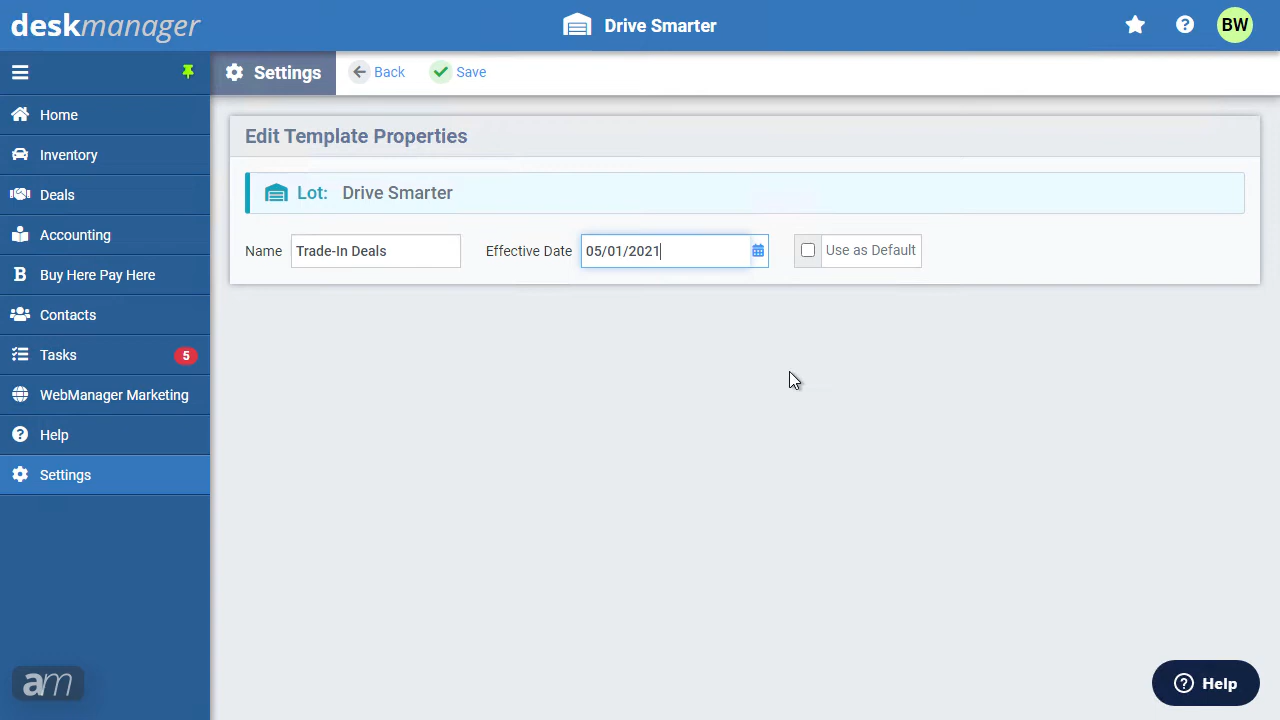 deskmanager
Drive Smarter
BW
Settings
Back
Save
Home
Inventory
Deals
Accounting
Buy Here Pay Here
Contacts
Tasks
5
WebManager Marketing
Help
Settings
am
Edit Template Properties
Lot: Drive Smarter
Name Trade-In Deals Effective Date 05/01/2021 Use as Default
Help